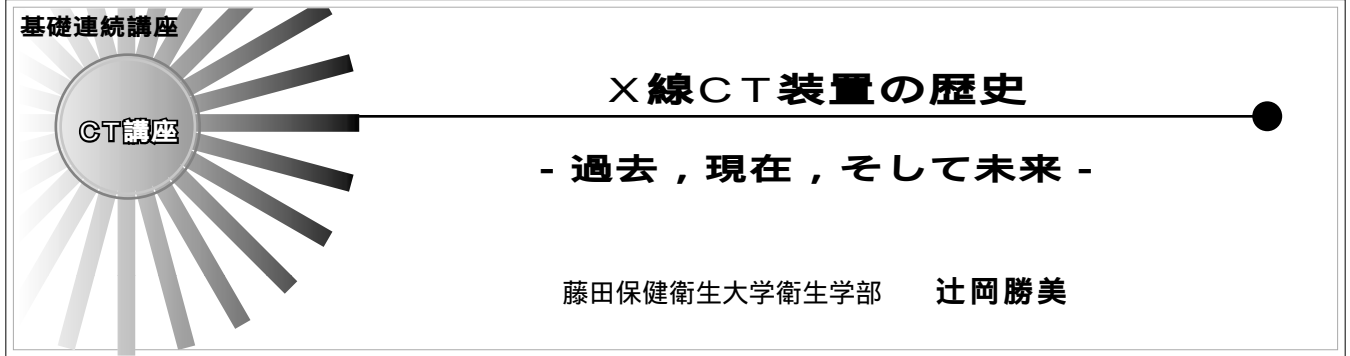 基礎連続講座
CT講座
X線CT装置の歴史
- 過去，現在，そして未来 -
藤田保健衛生大学衛生学部 辻岡勝美